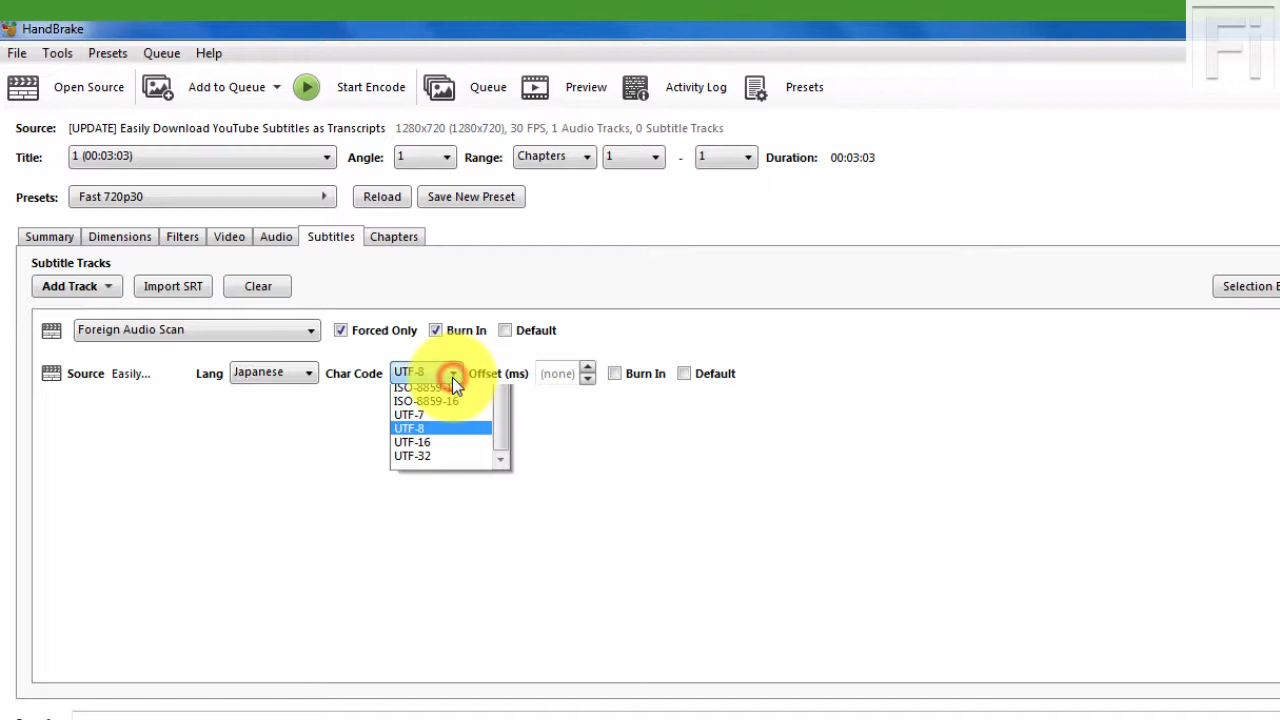 HandBrake
File Tools Presets Queue Help
Fi
Open Source Add to Queue Start Encode Queue Preview Activity Log Presets
Source: [UPDATE] Easily Download YouTube Subtitles as Transcripts 1280x720 (1280x720), 30 FPS, 1 Audio Tracks, 0 Subtitle Tracks
Title: 1 (00:03:03) Angle: 1 Range: Chapters 1 - 1 Duration: 00:03:03
Presets: Fast 720p30 Reload Save New Preset
Summary Dimensions Filters Video Audio Subtitles Chapters
Subtitle Tracks
Add Track Import SRT Clear Selection
Foreign Audio Scan Forced Only Burn In Default
Source Easily... Lang Japanese Char Code UTF-8 Offset (ms) (none) Burn In Default
ISO-8859-16
UTF-7
UTF-8
UTF-16
UTF-32